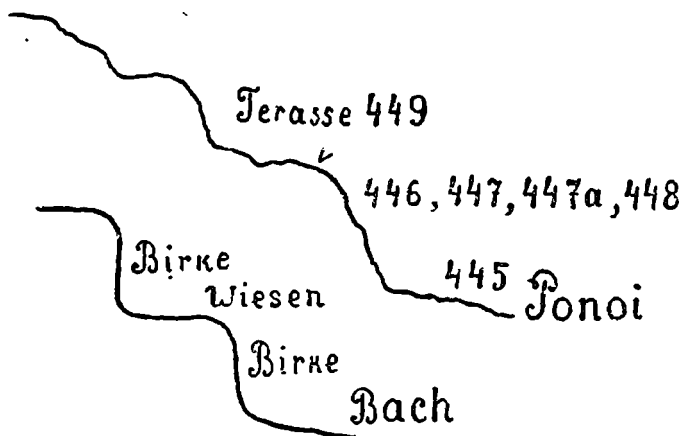 Terasse 449
446, 447, 447a, 448
445 Ponoi
Birke
Wiesen
Birke
Bach